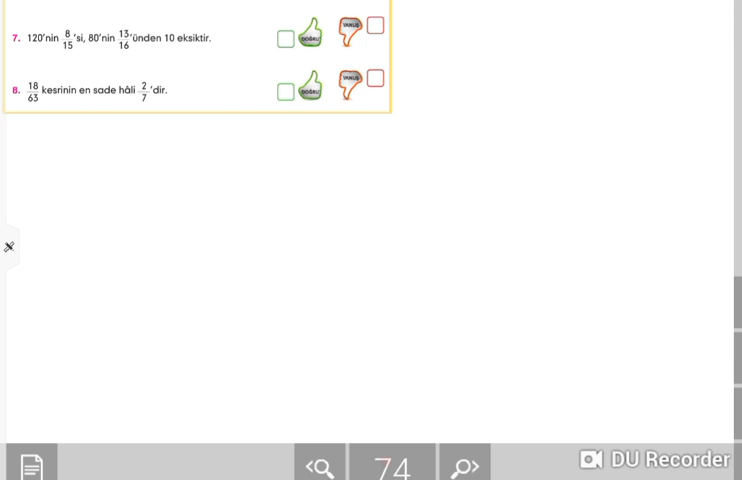 7. 120'nin 8/15 'si, 80'nin 13/16 'ünden 10 eksiktir.
DOĞRU
YANLIŞ
8. 18/63 kesrinin en sade hâli 2/7 'dir.
DOĞRU
YANLIŞ
74
DU Recorder